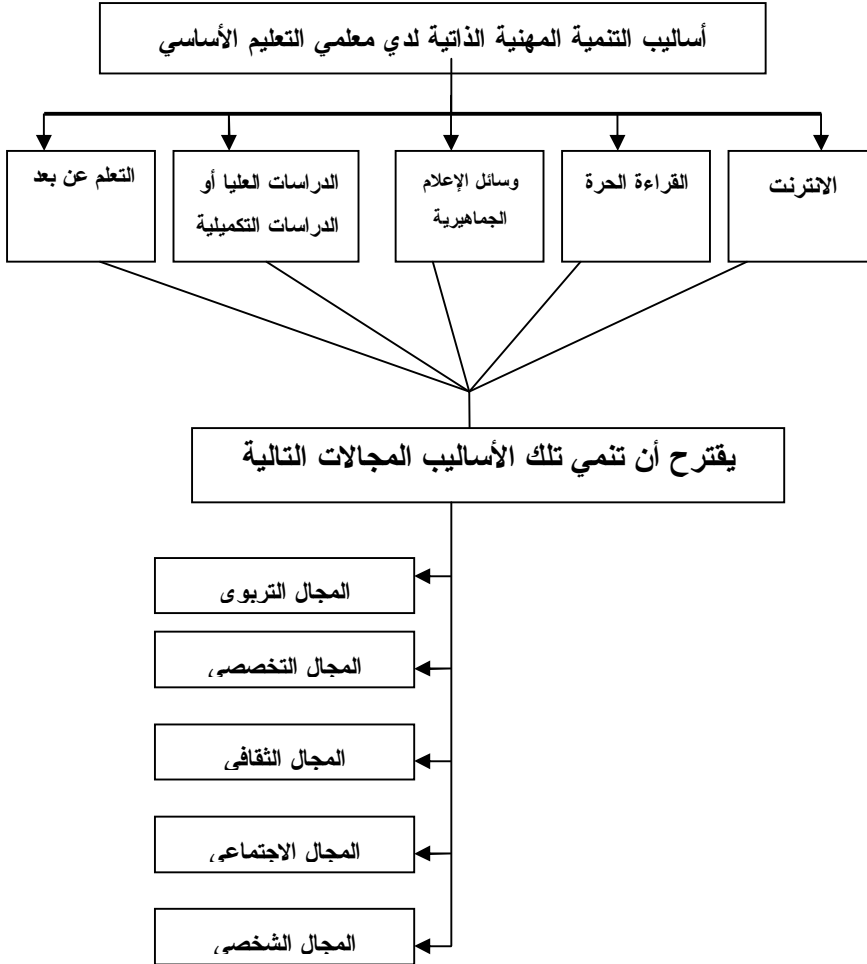 أساليب التنمية المهنية الذاتية لدي معلمي التعليم الأساسي
الانترنت
القراءة الحرة
وسائل الإعلام
الجماهيرية
الدراسات العليا أو
الدراسات التكميلية
التعلم عن بعد
يقترح أن تنمي تلك الأساليب المجالات التالية
المجال التربوى
المجال التخصصى
المجال الثقافى
المجال الاجتماعى
المجال الشخصى